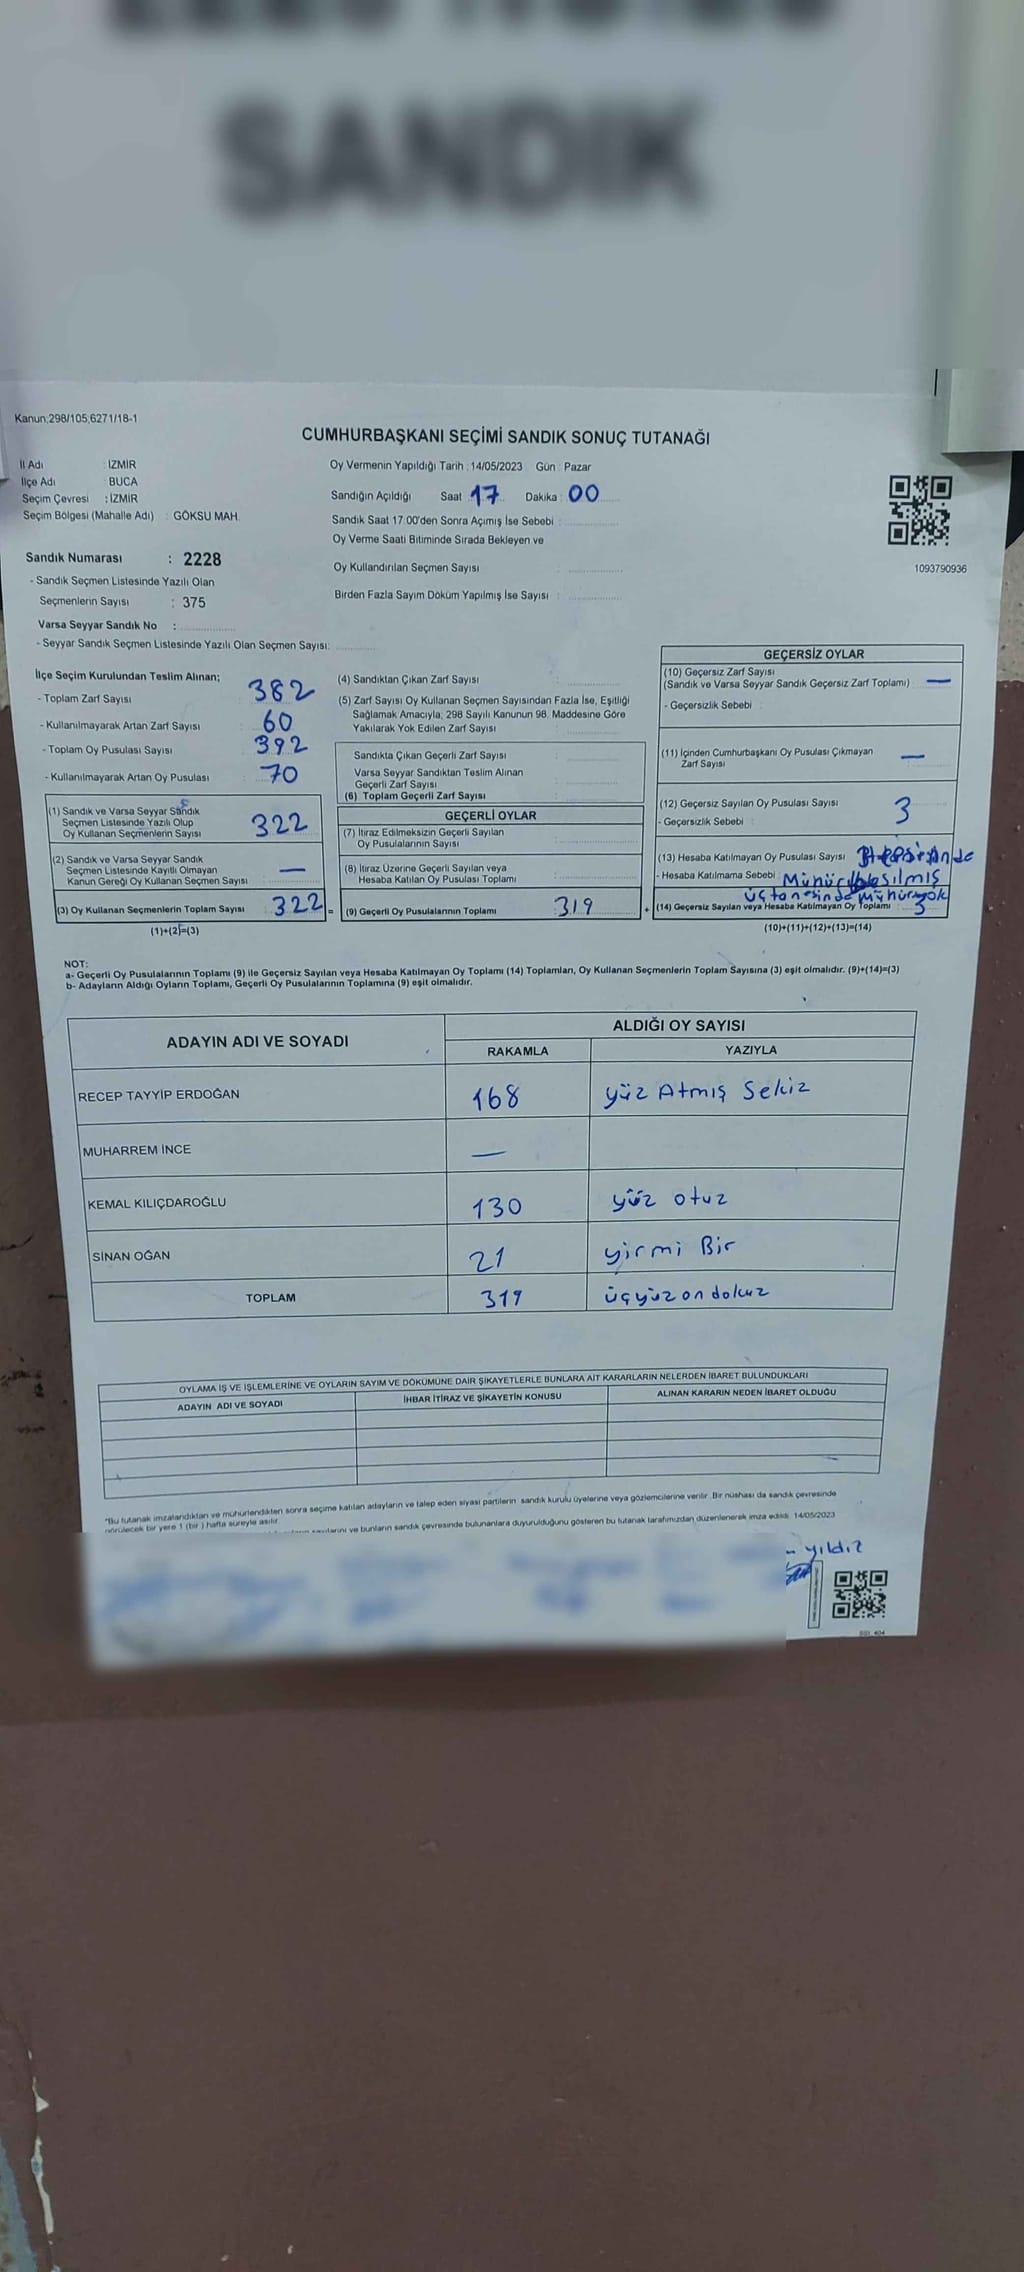 SANDIK
Kanun;298/105;6271/18-1
CUMHURBAŞKANI SEÇİMİ SANDIK SONUÇ TUTANAĞI
İl Adı : İZMİR
İlçe Adı : BUCA
Seçim Çevresi : İZMİR
Seçim Bölgesi (Mahalle Adı) : GÖKSU MAH.
Oy Vermenin Yapıldığı Tarih : 14/05/2023 Gün : Pazar
Sandığın Açıldığı Saat 17 Dakika : 00
Sandık Saat 17:00'den Sonra Açımış İse Sebebi :
Oy Verme Saati Bitiminde Sırada Bekleyen ve
Oy Kullandırılan Seçmen Sayısı :
Birden Fazla Sayım Döküm Yapılmış İse Sayısı :
1093790936
Sandık Numarası : 2228
- Sandık Seçmen Listesinde Yazılı Olan
Seçmenlerin Sayısı : 375
Varsa Seyyar Sandık No :
- Seyyar Sandık Seçmen Listesinde Yazılı Olan Seçmen Sayısı:
İlçe Seçim Kurulundan Teslim Alınan;
- Toplam Zarf Sayısı : 382
- Kullanılmayarak Artan Zarf Sayısı : 60
- Toplam Oy Pusulası Sayısı : 392
- Kullanılmayarak Artan Oy Pusulası : 70
(1) Sandık ve Varsa Seyyar Sandık
Seçmen Listesinde Yazılı Olup
Oy Kullanan Seçmenlerin Sayısı 322
(2) Sandık ve Varsa Seyyar Sandık
Seçmen Listesinde Kayıtlı Olmayan
Kanun Gereği Oy Kullanan Seçmen Sayısı : —
(3) Oy Kullanan Seçmenlerin Toplam Sayısı 322 =
(1)+(2)=(3)
(4) Sandıktan Çıkan Zarf Sayısı :
(5) Zarf Sayısı Oy Kullanan Seçmen Sayısından Fazla İse, Eşitliği
Sağlamak Amacıyla; 298 Sayılı Kanunun 98. Maddesine Göre
Yakılarak Yok Edilen Zarf Sayısı :
Sandıkta Çıkan Geçerli Zarf Sayısı :
Varsa Seyyar Sandıktan Teslim Alınan
Geçerli Zarf Sayısı :
(6) Toplam Geçerli Zarf Sayısı :
GEÇERLİ OYLAR
(7) İtiraz Edilmeksizin Geçerli Sayılan
Oy Pusulalarının Sayısı :
(8) İtiraz Üzerine Geçerli Sayılan veya
Hesaba Katılan Oy Pusulası Toplamı :
(9) Geçerli Oy Pusulalarının Toplamı : 319 +
GEÇERSİZ OYLAR
(10) Geçersiz Zarf Sayısı
(Sandık ve Varsa Seyyar Sandık Geçersiz Zarf Toplamı) : —
- Geçersizlik Sebebi :
(11) İçinden Cumhurbaşkanı Oy Pusulası Çıkmayan
Zarf Sayısı : —
(12) Geçersiz Sayılan Oy Pusulası Sayısı : 3
- Geçersizlik Sebebi :
(13) Hesaba Katılmayan Oy Pusulası Sayısı :
- Hesaba Katılmama Sebebi :
üç tanesinde mühür yok
(14) Geçersiz Sayılan veya Hesaba Katılmayan Oy Toplamı : 3
(10)+(11)+(12)+(13)=(14)
NOT:
a- Geçerli Oy Pusulalarının Toplamı (9) ile Geçersiz Sayılan veya Hesaba Katılmayan Oy Toplamı (14) Toplamları, Oy Kullanan Seçmenlerin Toplam Sayısına (3) eşit olmalıdır. (9)+(14)=(3)
b- Adayların Aldığı Oyların Toplamı, Geçerli Oy Pusulalarının Toplamına (9) eşit olmalıdır.
ADAYIN ADI VE SOYADI
ALDIĞI OY SAYISI
RAKAMLA YAZIYLA
RECEP TAYYİP ERDOĞAN 168 yüz Atmış Sekiz
MUHARREM İNCE —
KEMAL KILIÇDAROĞLU 130 yüz otuz
SİNAN OĞAN 21 yirmi Bir
TOPLAM 319 üçyüz on dokuz
OYLAMA İŞ VE İŞLEMLERİNE VE OYLARIN SAYIM VE DÖKÜMÜNE DAİR ŞİKAYETLERLE BUNLARA AİT KARARLARIN NELERDEN İBARET BULUNDUKLARI
ADAYIN ADI VE SOYADI İHBAR İTİRAZ VE ŞİKAYETİN KONUSU ALINAN KARARIN NEDEN İBARET OLDUĞU
*Bu tutanak imzalandıktan ve mühürlendikten sonra seçime katılan adayların ve talep eden siyasi partilerin sandık kurulu üyelerine veya gözlemcilerine verilir. Bir nüshası da sandık çevresinde
görülecek bir yere 1 (bir) hafta süreyle asılır.
sayılarını ve bunların sandık çevresinde bulunanlara duyurulduğunu gösteren bu tutanak tarafımızdan düzenlenerek imza edildi. 14/05/2023
yıldız